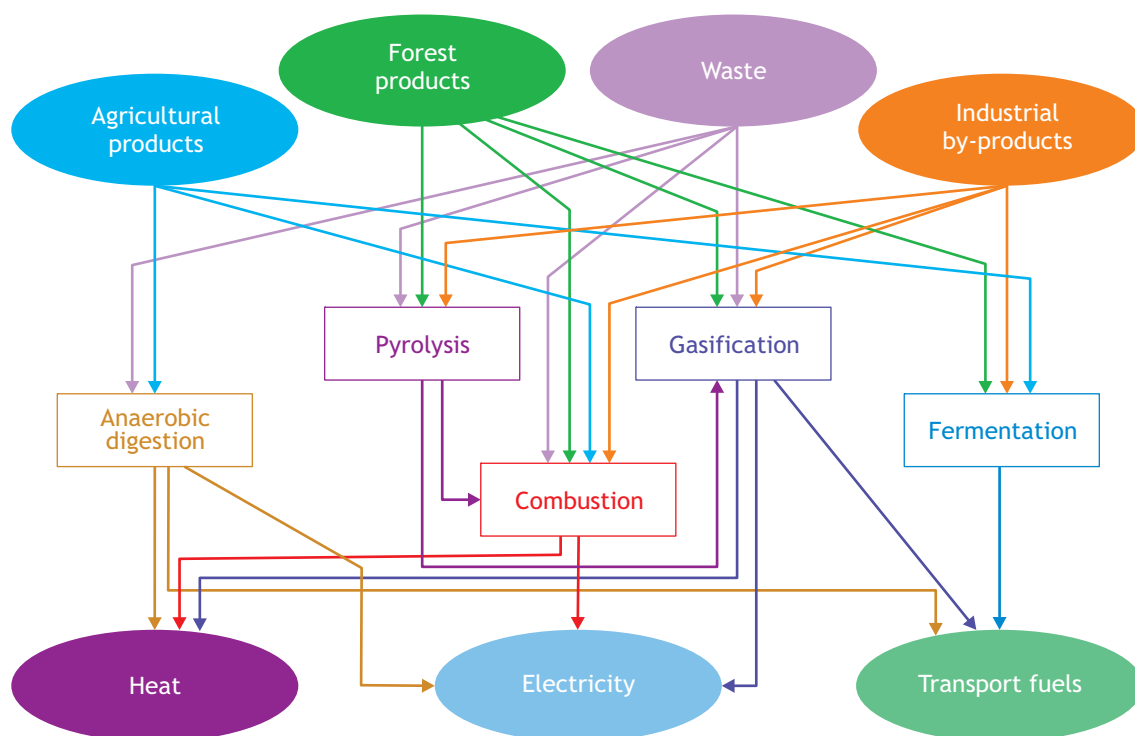 Forest
products
Waste
Agricultural
products
Industrial
by-products
Pyrolysis
Gasification
Anaerobic
digestion
Fermentation
Combustion
Heat
Electricity
Transport fuels